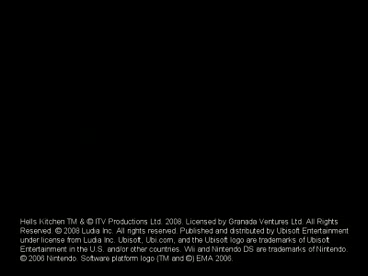 Hell's Kitchen TM & © ITV Productions Ltd. 2008. Licensed by Granada Ventures Ltd. All Rights
Reserved. © 2008 Ludia Inc. All rights reserved. Published and distributed by Ubisoft Entertainment
under license from Ludia Inc. Ubisoft, Ubi.com, and the Ubisoft logo are trademarks of Ubisoft
Entertainment in the U.S. and/or other countries. Wii and Nintendo DS are trademarks of Nintendo.
© 2006 Nintendo. Software platform logo (TM and ©) EMA 2006.